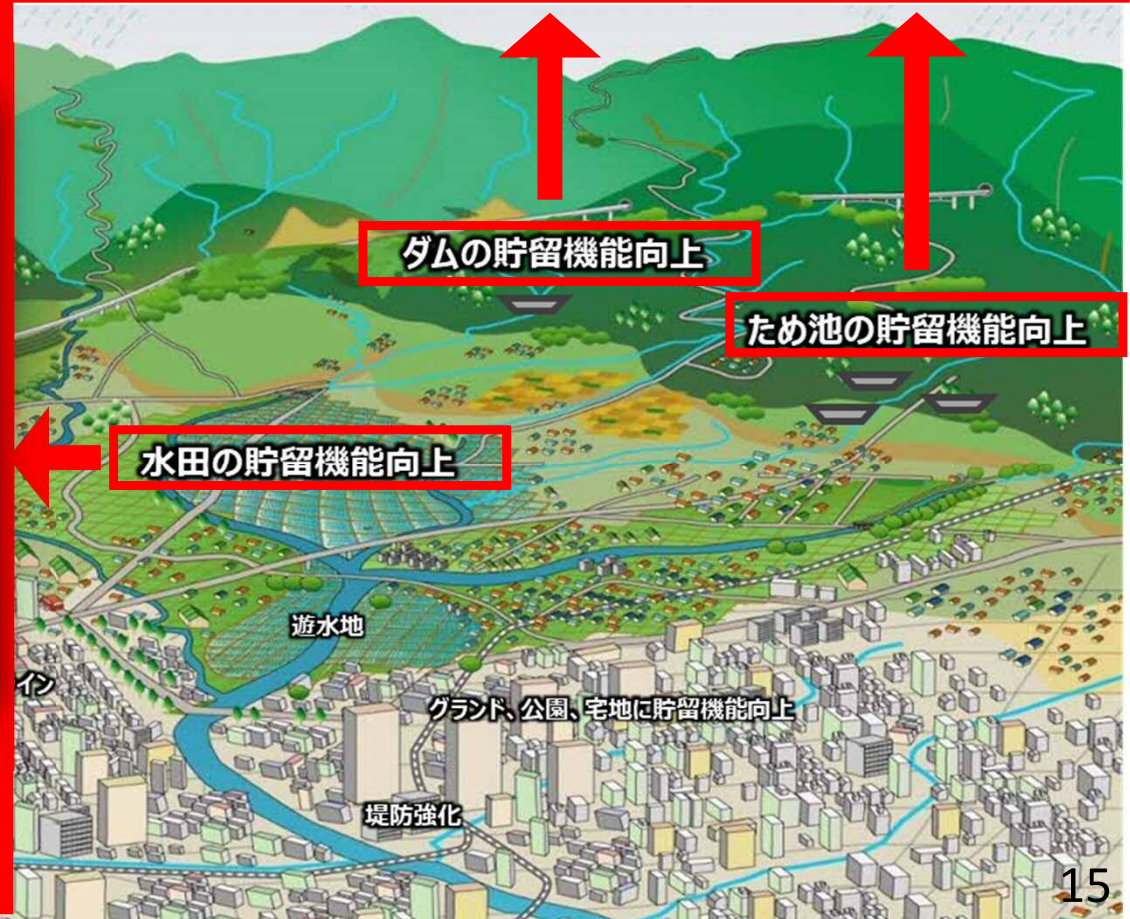 ダムの貯留機能向上
ため池の貯留機能向上
水田の貯留機能向上
遊水地
イン
グランド、公園、宅地に貯留機能向上
堤防強化
15